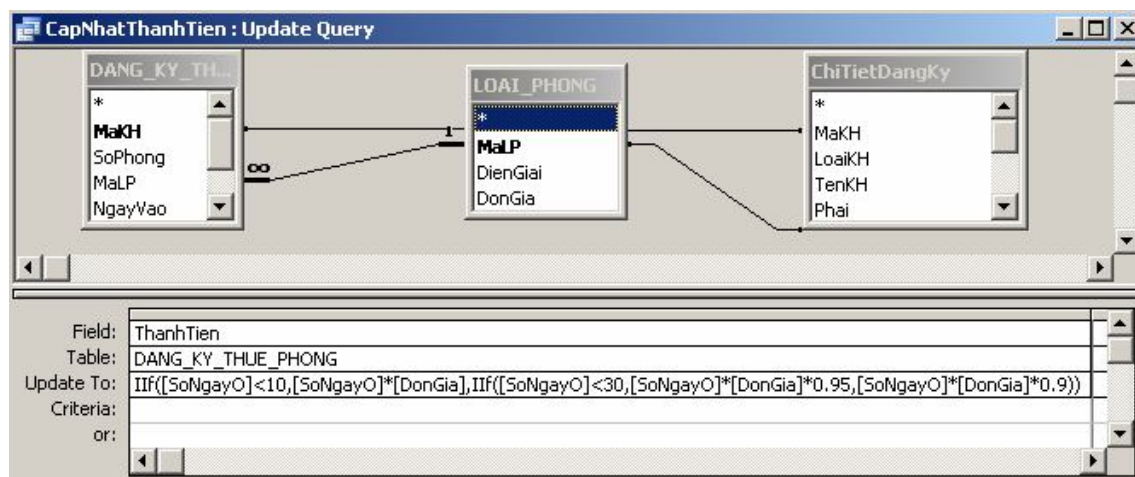 CapNhatThanhTien : Update Query
DANG_KY_TH...
*
MaKH
SoPhong
MaLP
NgayVao
1
∞
LOAI_PHONG
*
MaLP
DienGiai
DonGia
ChiTietDangKy
*
MaKH
LoaiKH
TenKH
Phai
Field: ThanhTien
Table: DANG_KY_THUE_PHONG
Update To: IIf([SoNgayO]<10,[SoNgayO]*[DonGia],IIf([SoNgayO]<30,[SoNgayO]*[DonGia]*0.95,[SoNgayO]*[DonGia]*0.9))
Criteria:
or: